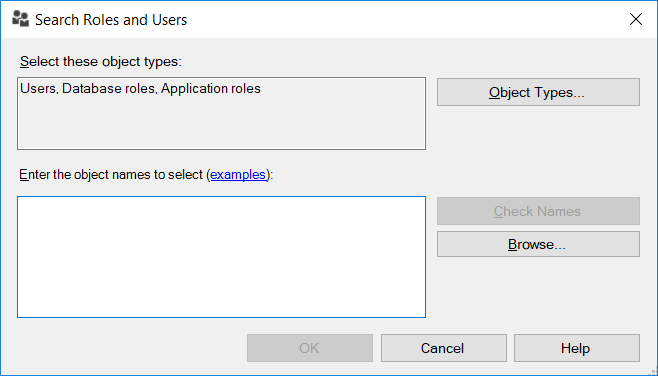 Search Roles and Users
Select these object types:
Users, Database roles, Application roles
Object Types...
Enter the object names to select (examples):
Check Names
Browse...
OK
Cancel
Help